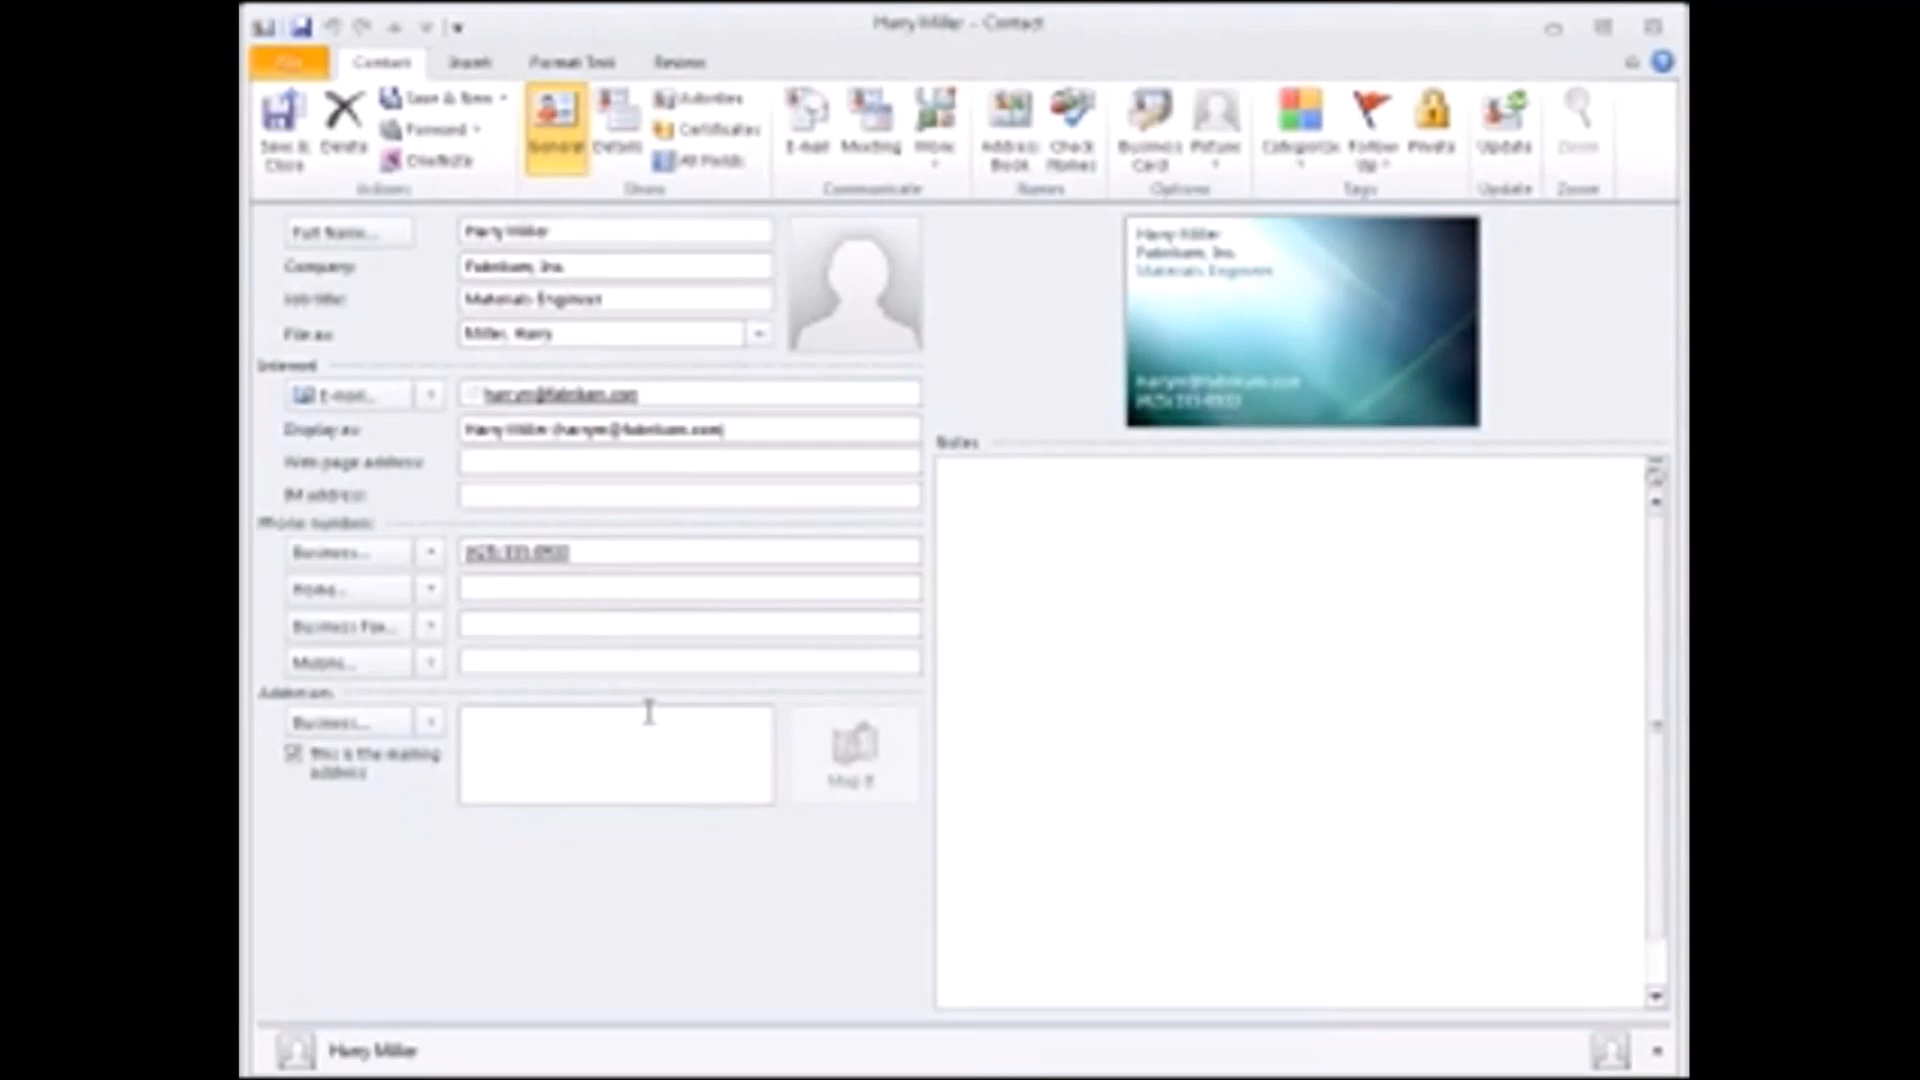 Harry Miller - Contact
File Contact Insert Format Text Review
Save & Close
Delete
Save & New
Forward
OneNote
Actions
General
Details
Activities
Certificates
All Fields
Show
E-mail
Meeting
More
Communicate
Address Book
Check Names
Names
Business Card
Picture
Options
Categorize
Follow Up
Private
Tags
Update
Update
Zoom
Zoom
Full Name... Harry Miller
Company: Fabrikam, Inc.
Job title: Materials Engineer
File as: Miller, Harry
Internet
E-mail... harrym@fabrikam.com
Display as: Harry Miller (harrym@fabrikam.com)
Web page address:
IM address:
Phone numbers
Business...
Home...
Business Fax...
Mobile...
Addresses
Business...
This is the mailing
address
Map It
Harry Miller
Fabrikam, Inc.
Materials Engineer
harrym@fabrikam.com
Notes
Harry Miller